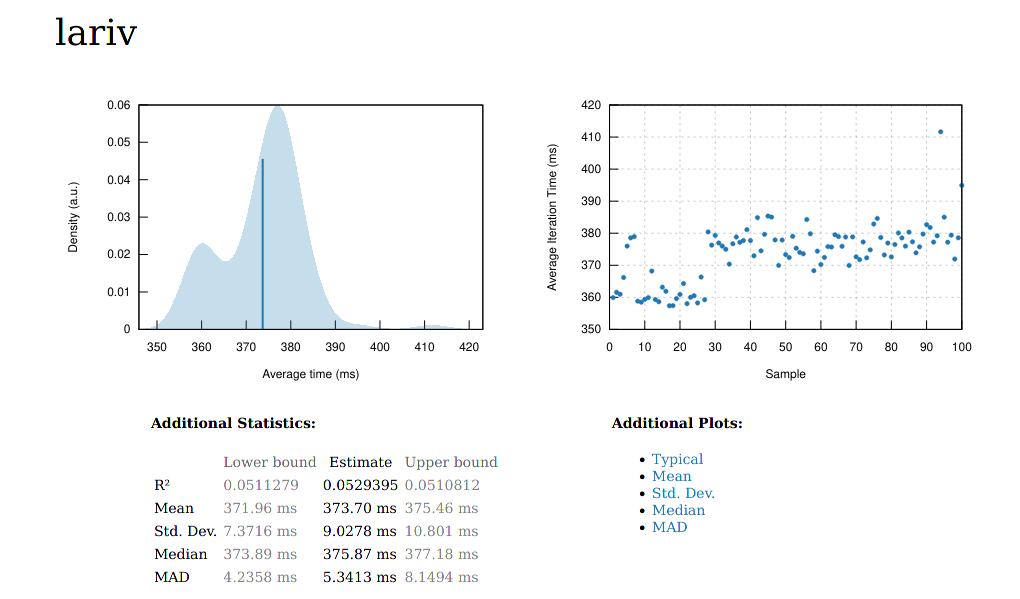 lariv
0.06
0.05
0.04
0.03
0.02
0.01
0
Density (a.u.)
350 360 370 380 390 400 410 420
Average time (ms)
420
410
400
390
380
370
360
350
Average Iteration Time (ms)
0 10 20 30 40 50 60 70 80 90 100
Sample
Additional Statistics:
Lower bound Estimate Upper bound
R² 0.0511279 0.0529395 0.0510812
Mean 371.96 ms 373.70 ms 375.46 ms
Std. Dev. 7.3716 ms 9.0278 ms 10.801 ms
Median 373.89 ms 375.87 ms 377.18 ms
MAD 4.2358 ms 5.3413 ms 8.1494 ms
Additional Plots:
Typical
Mean
Std. Dev.
Median
MAD